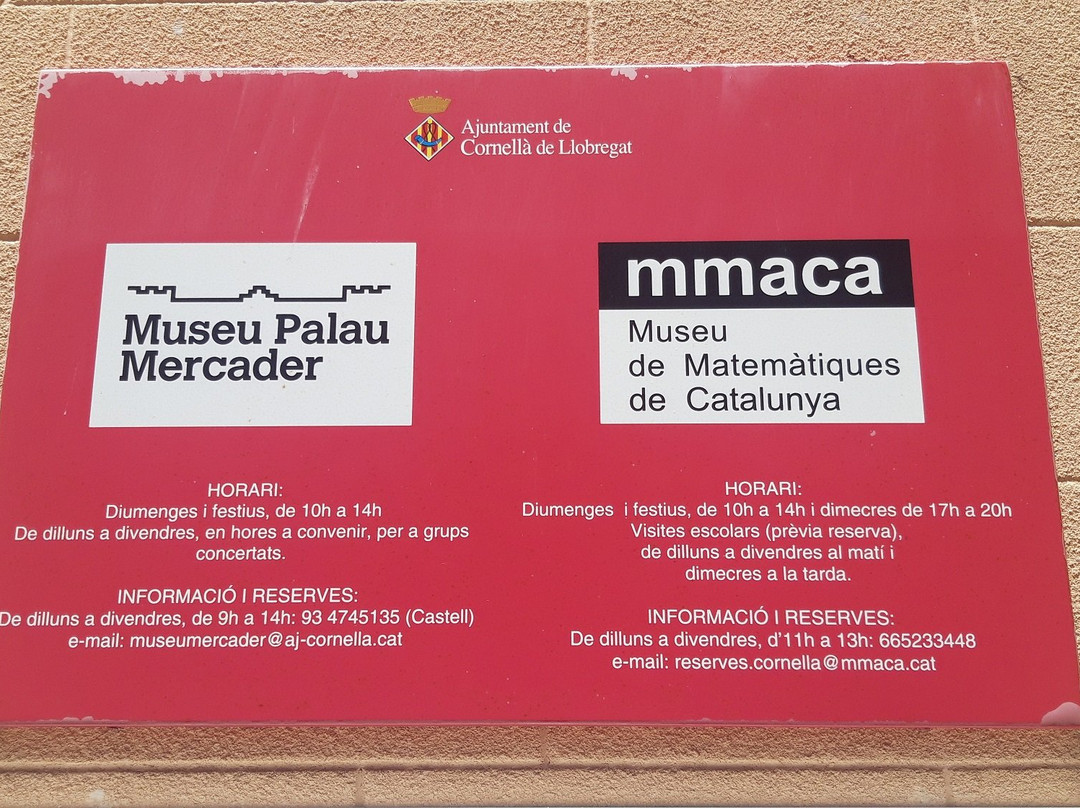 Ajuntament de
Cornellà de Llobregat
Museu Palau
Mercader
HORARI:
Diumenges i festius, de 10h a 14h
De dilluns a divendres, en hores a convenir, per a grups
concertats.
INFORMACIÓ I RESERVES:
De dilluns a divendres, de 9h a 14h: 93 4745135 (Castell)
e-mail: museumercader@aj-cornella.cat
mmaca
Museu
de Matemàtiques
de Catalunya
HORARI:
Diumenges i festius, de 10h a 14h i dimecres de 17h a 20h
Visites escolars (prèvia reserva),
de dilluns a divendres al matí i
dimecres a la tarda.
INFORMACIÓ I RESERVES:
De dilluns a divendres, d'11h a 13h: 665233448
e-mail: reserves.cornella@mmaca.cat